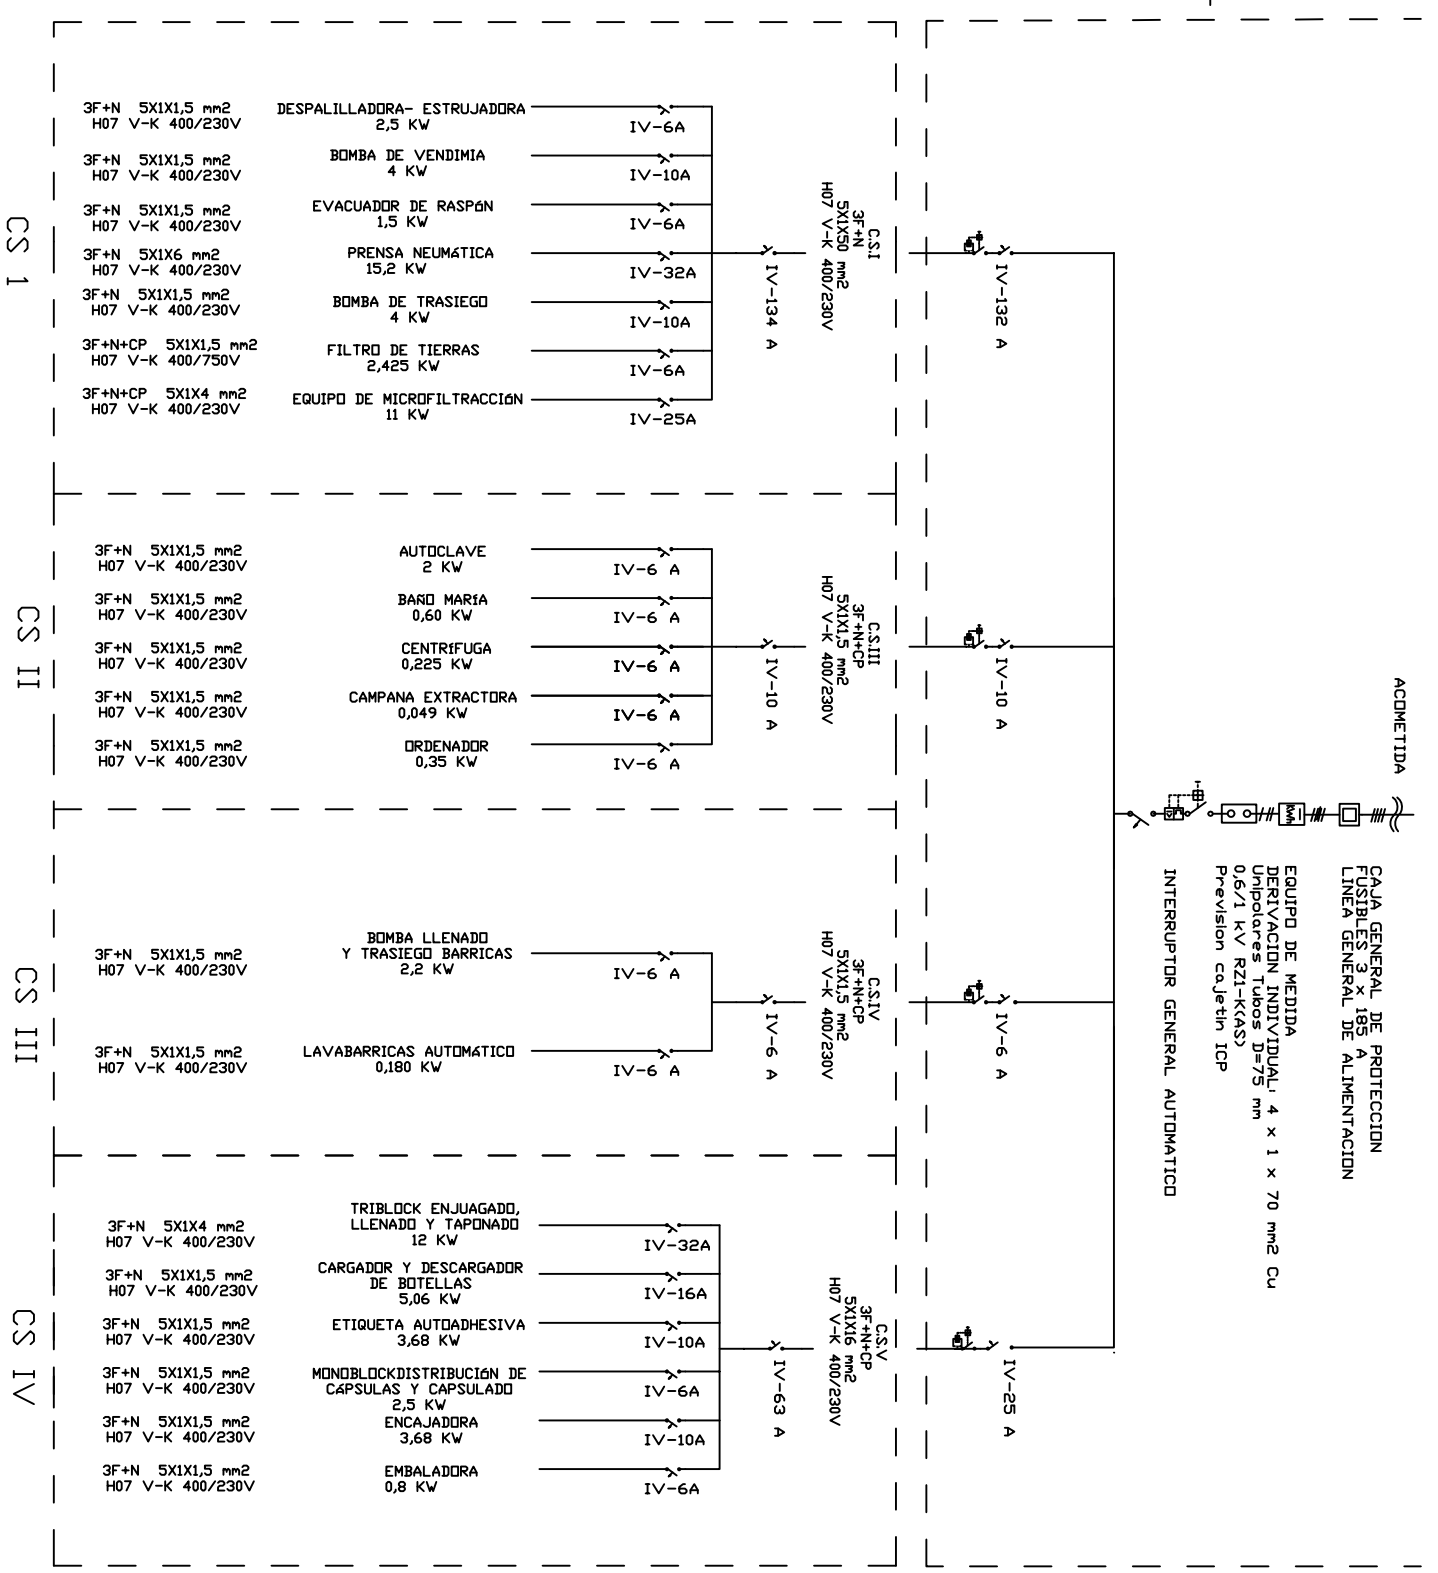 CS 1
3F+N 5X1X1,5 mm2
H07 V-K 400/230V
DESPALILLADORA- ESTRUJADORA
2,5 KW
IV-6A
3F+N 5X1X1,5 mm2
H07 V-K 400/230V
BOMBA DE VENDIMIA
4 KW
IV-10A
3F+N 5X1X1,5 mm2
H07 V-K 400/230V
EVACUADOR DE RASPóN
1,5 KW
IV-6A
3F+N 5X1X6 mm2
H07 V-K 400/230V
PRENSA NEUMáTICA
15,2 KW
IV-32A
3F+N 5X1X1,5 mm2
H07 V-K 400/230V
BOMBA DE TRASIEGO
4 KW
IV-10A
3F+N+CP 5X1X1,5 mm2
H07 V-K 400/750V
FILTRO DE TIERRAS
2,425 KW
IV-6A
3F+N+CP 5X1X4 mm2
H07 V-K 400/230V
EQUIPO DE MICROFILTRACCIóN
11 KW
IV-25A
IV-134 A
C.S.I
3F+N
5X1X50 mm2
H07 V-K 400/230V
IV-132 A
CS II
3F+N 5X1X1,5 mm2
H07 V-K 400/230V
AUTOCLAVE
2 KW
IV-6 A
3F+N 5X1X1,5 mm2
H07 V-K 400/230V
BAÑO MARíA
0,60 KW
IV-6 A
3F+N 5X1X1,5 mm2
H07 V-K 400/230V
CENTRíFUGA
0,225 KW
IV-6 A
3F+N 5X1X1,5 mm2
H07 V-K 400/230V
CAMPANA EXTRACTORA
0,049 KW
IV-6 A
3F+N 5X1X1,5 mm2
H07 V-K 400/230V
ORDENADOR
0,35 KW
IV-6 A
IV-10 A
C.S.III
3F+N+CP
5X1X1,5 mm2
H07 V-K 400/230V
IV-10 A
CS III
3F+N 5X1X1,5 mm2
H07 V-K 400/230V
BOMBA LLENADO
Y TRASIEGO BARRICAS
2,2 KW
IV-6 A
3F+N 5X1X1,5 mm2
H07 V-K 400/230V
LAVABARRICAS AUTOMáTICO
0,180 KW
IV-6 A
IV-6 A
C.S.IV
3F+N+CP
5X1X1,5 mm2
H07 V-K 400/230V
IV-6 A
CS IV
3F+N 5X1X4 mm2
H07 V-K 400/230V
TRIBLOCK ENJUAGADO,
LLENADO Y TAPONADO
12 KW
IV-32A
3F+N 5X1X1,5 mm2
H07 V-K 400/230V
CARGADOR Y DESCARGADOR
DE BOTELLAS
5,06 KW
IV-16A
3F+N 5X1X1,5 mm2
H07 V-K 400/230V
ETIQUETA AUTOADHESIVA
3,68 KW
IV-10A
3F+N 5X1X1,5 mm2
H07 V-K 400/230V
MONOBLOCKDISTRIBUCIóN DE
CáPSULAS Y CAPSULADO
2,5 KW
IV-6A
3F+N 5X1X1,5 mm2
H07 V-K 400/230V
ENCAJADORA
3,68 KW
IV-10A
3F+N 5X1X1,5 mm2
H07 V-K 400/230V
EMBALADORA
0,8 KW
IV-6A
IV-63 A
C.S.V
3F+N+CP
5X1X16 mm2
H07 V-K 400/230V
IV-25 A
ACOMETIDA
kWh
CAJA GENERAL DE PROTECCION
FUSIBLES 3 x 185 A
LINEA GENERAL DE ALIMENTACION
EQUIPO DE MEDIDA
DERIVACION INDIVIDUAL: 4 x 1 x 70 mm2 Cu
Unipolares Tubos D=75 mm
0,6/1 kV RZ1-K(AS)
Prevision cajetin ICP
INTERRUPTOR GENERAL AUTOMATICO